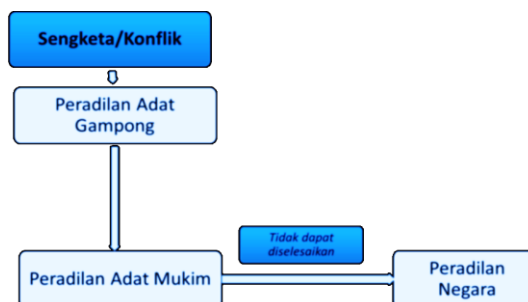 Sengketa/Konflik
Peradilan Adat
Gampong
Tidak dapat
diselesaikan
Peradilan Adat Mukim
Peradilan
Negara